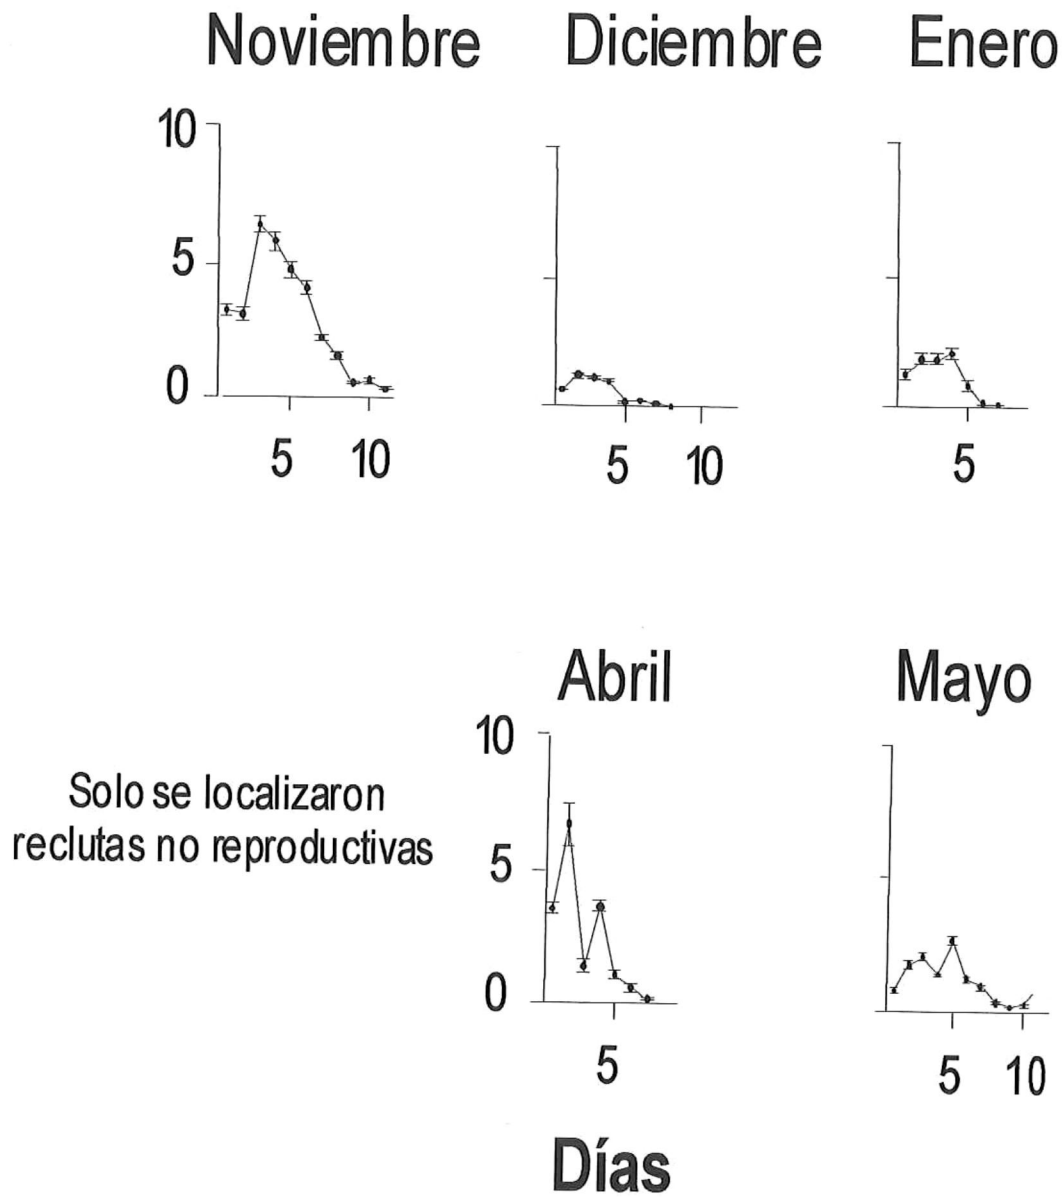 Noviembre Diciembre Enero
10
5
0
5 10 5 10 5
Abril Mayo
10
Solo se localizaron
reclutas no reproductivas
5
0
5 5 10
Días